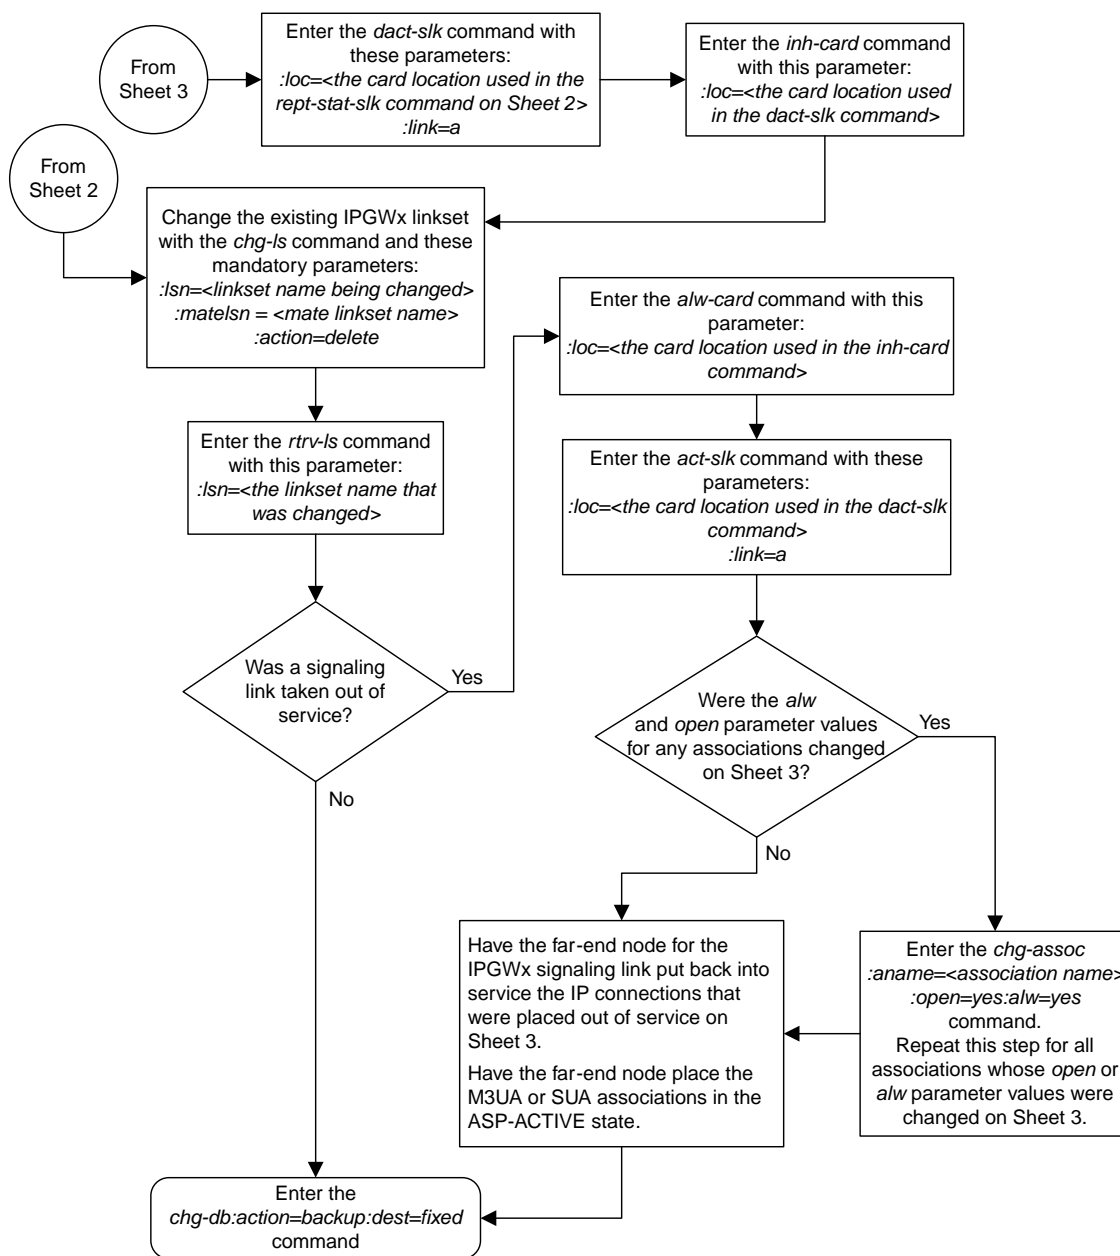 From
Sheet 3
Enter the dact-slk command with
these parameters:
:loc=<the card location used in the
rept-stat-slk command on Sheet 2>
:link=a
Enter the inh-card command
with this parameter:
:loc=<the card location used
in the dact-slk command>
From
Sheet 2
Change the existing IPGWx linkset
with the chg-ls command and these
mandatory parameters:
:lsn=<linkset name being changed>
:matelsn = <mate linkset name>
:action=delete
Enter the rtrv-ls command
with this parameter:
:lsn=<the linkset name that
was changed>
Was a signaling
link taken out of
service?
Yes
No
Enter the alw-card command with this
parameter:
:loc=<the card location used in the inh-card
command>
Enter the act-slk command with these
parameters:
:loc=<the card location used in the dact-slk
command>
:link=a
Were the alw
and open parameter values
for any associations changed
on Sheet 3?
Yes
No
Have the far-end node for the
IPGWx signaling link put back into
service the IP connections that
were placed out of service on
Sheet 3.
Have the far-end node place the
M3UA or SUA associations in the
ASP-ACTIVE state.
Enter the chg-assoc
:aname=<association name>
:open=yes:alw=yes
command.
Repeat this step for all
associations whose open or
alw parameter values were
changed on Sheet 3.
Enter the
chg-db:action=backup:dest=fixed
command